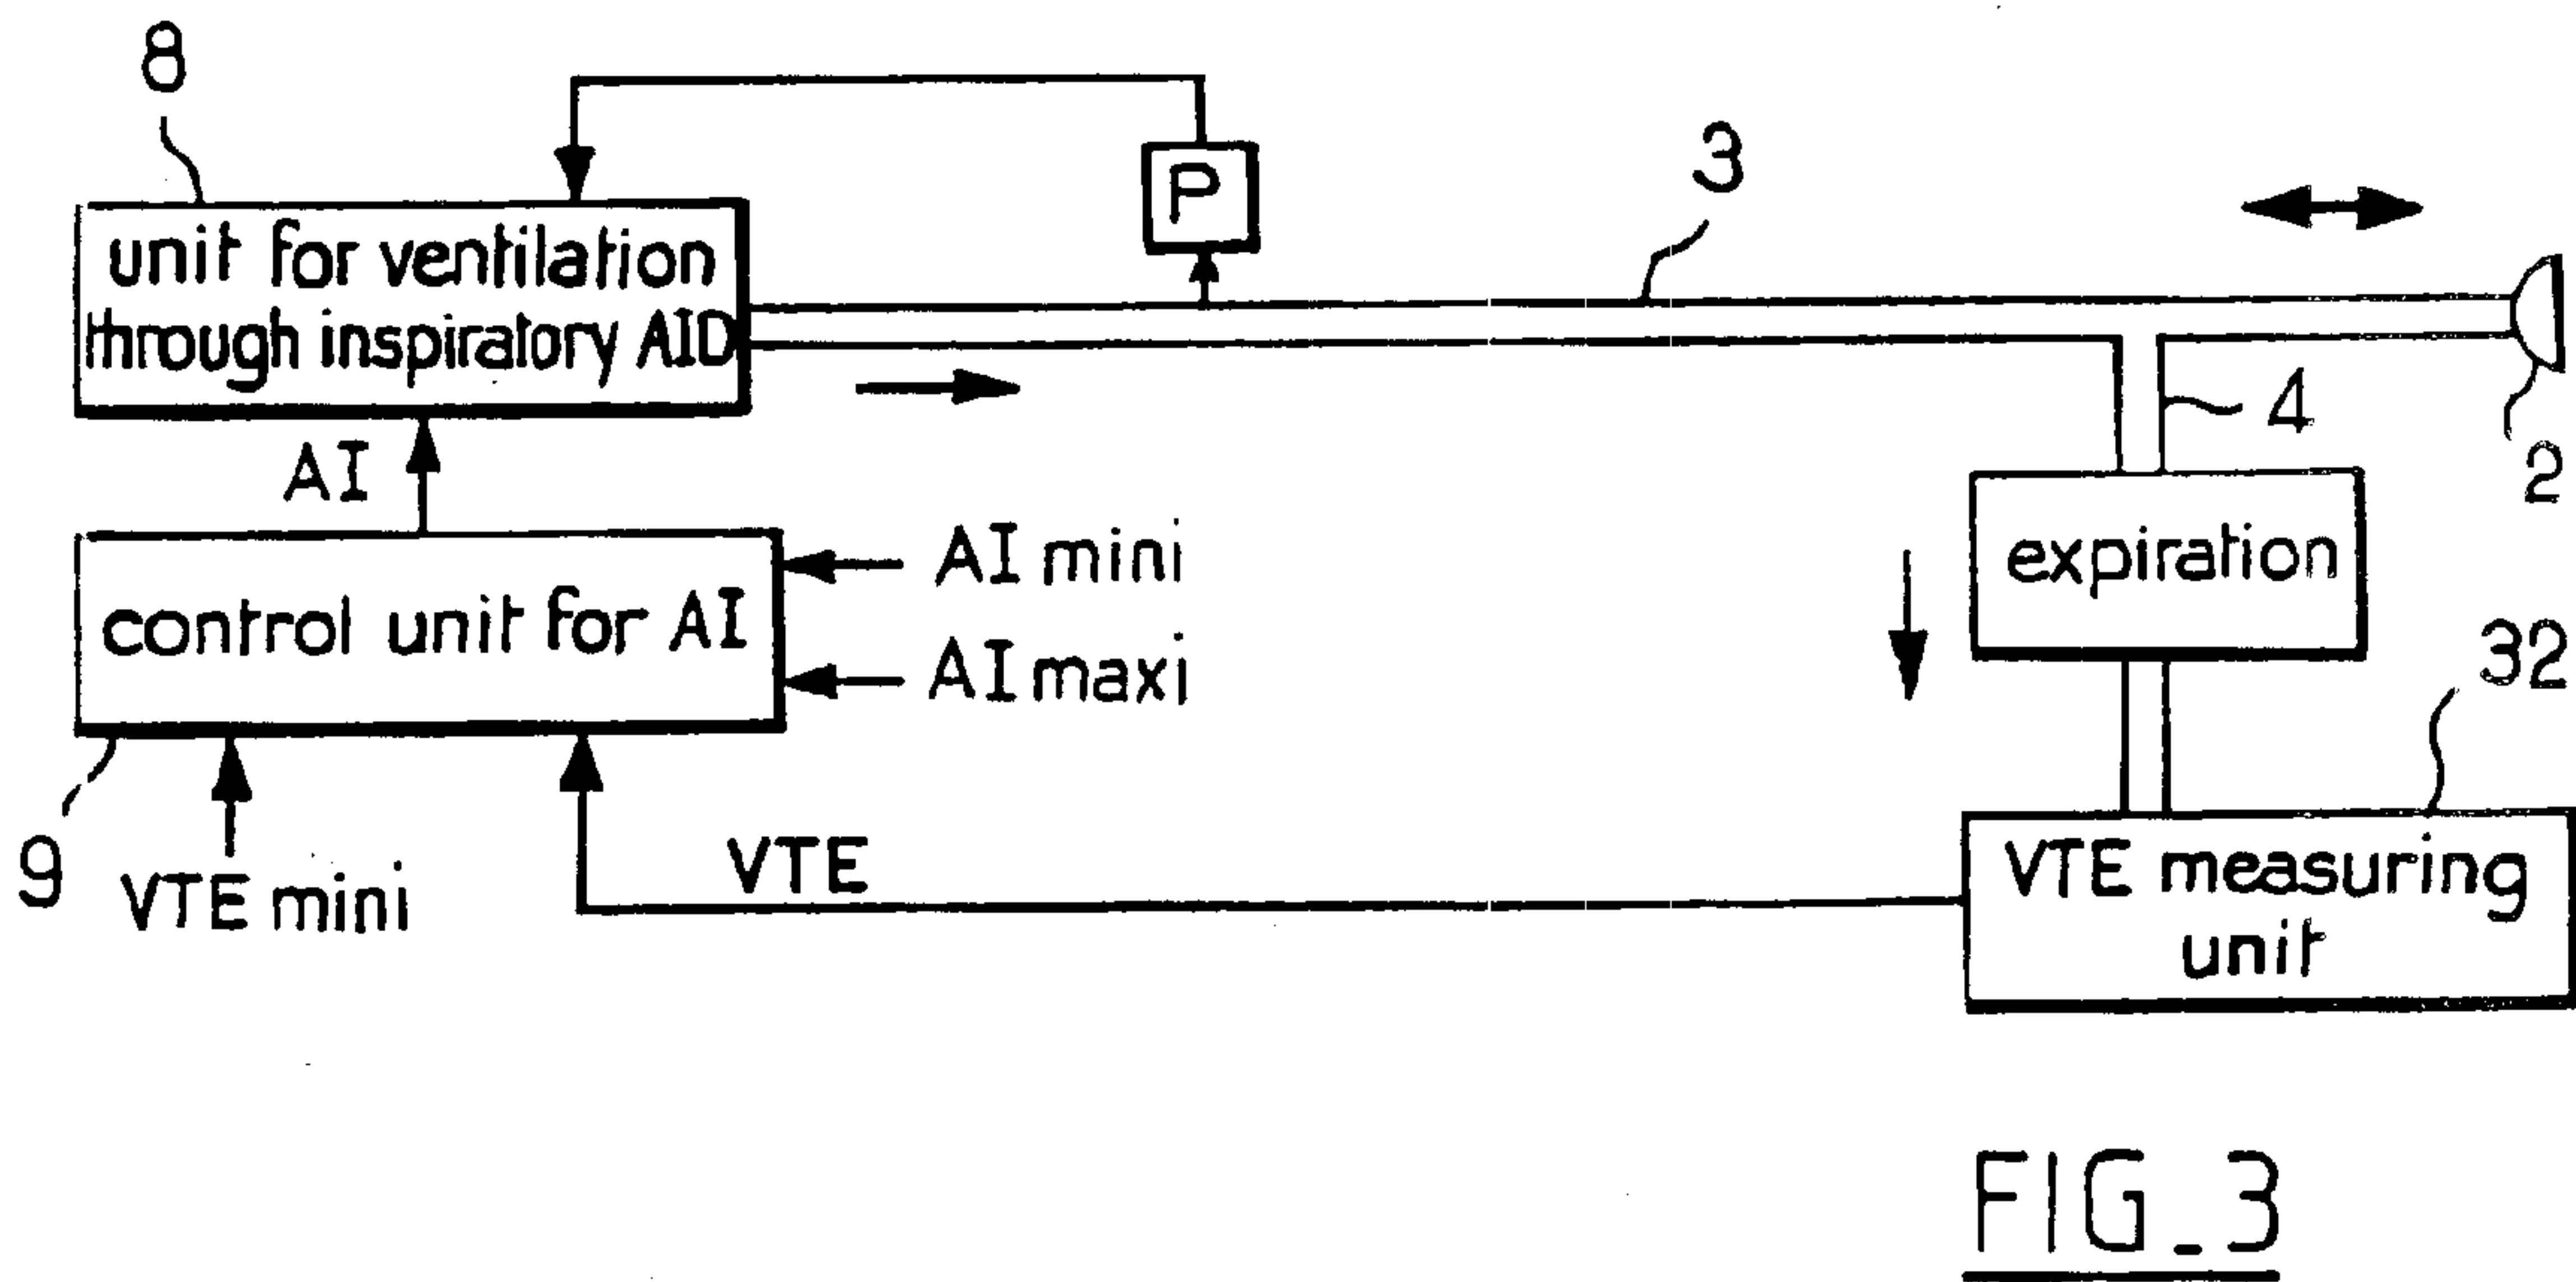 8
P
3
unit for ventilation
through inspiratory AID
4
2
AI
expiration
AI mini
control unit for AI
AI maxi
32
9
VTE mini
VTE
VTE measuring
unit
FIG_3